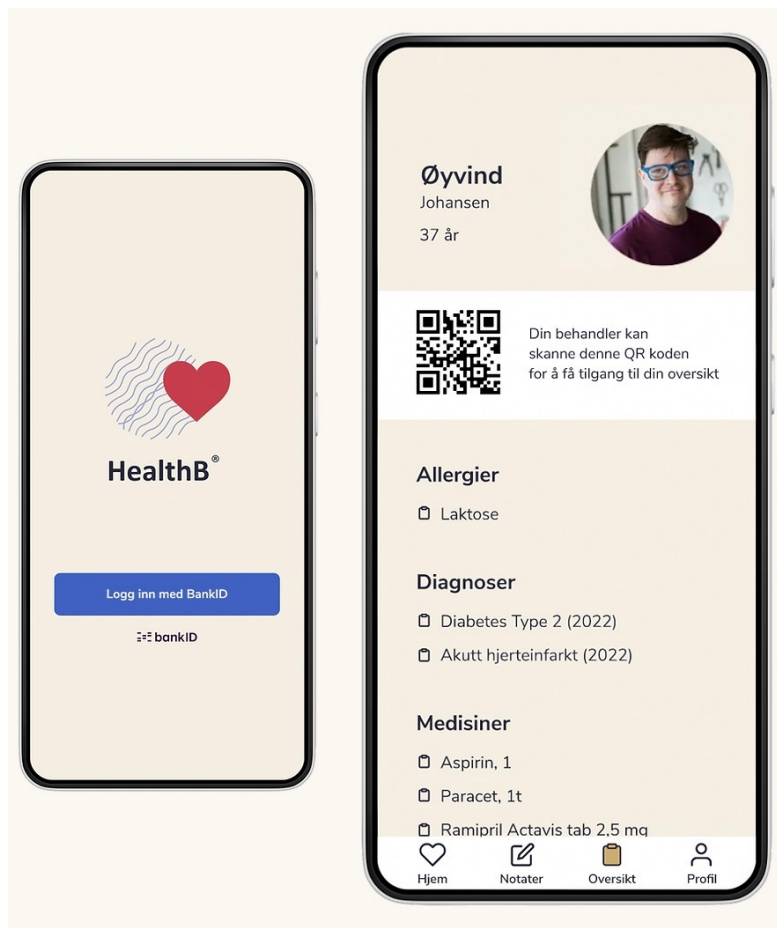 HealthB®
Logg inn med BankID
bankID
Øyvind
Johansen
37 år
Din behandler kan
skanne denne QR koden
for å få tilgang til din oversikt
Allergier
Laktose
Diagnoser
Diabetes Type 2 (2022)
Akutt hjerteinfarkt (2022)
Medisiner
Aspirin, 1
Paracet, 1t
Ramipril Actavis tab 2,5 mg
Hjem
Notater
Oversikt
Profil